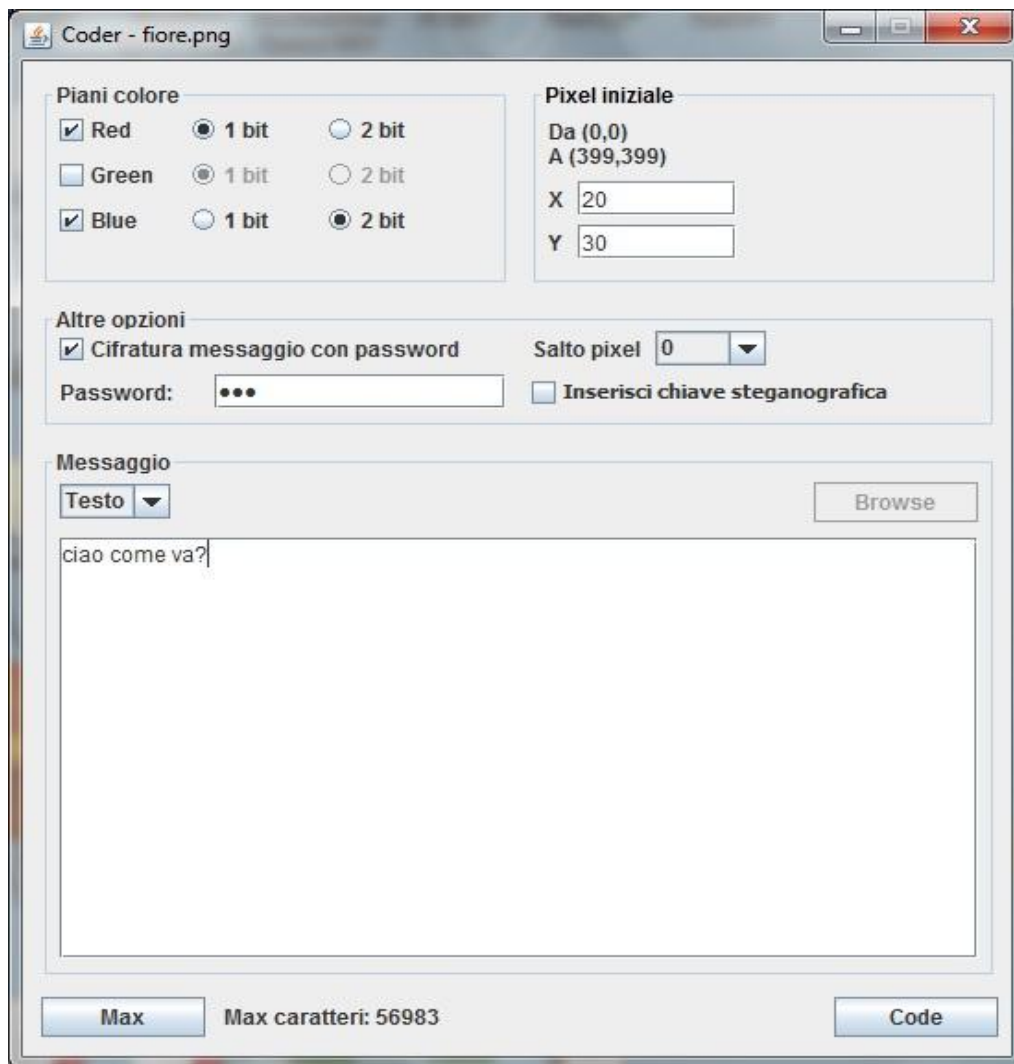 Coder - fiore.png
Piani colore
Red 1 bit 2 bit
Green 1 bit 2 bit
Blue 1 bit 2 bit
Pixel iniziale
Da (0,0)
A (399,399)
X 20
Y 30
Altre opzioni
Cifratura messaggio con password
Salto pixel 0
Password: •••
Inserisci chiave steganografica
Messaggio
Testo
Browse
ciao come va?
Max
Max caratteri: 56983
Code